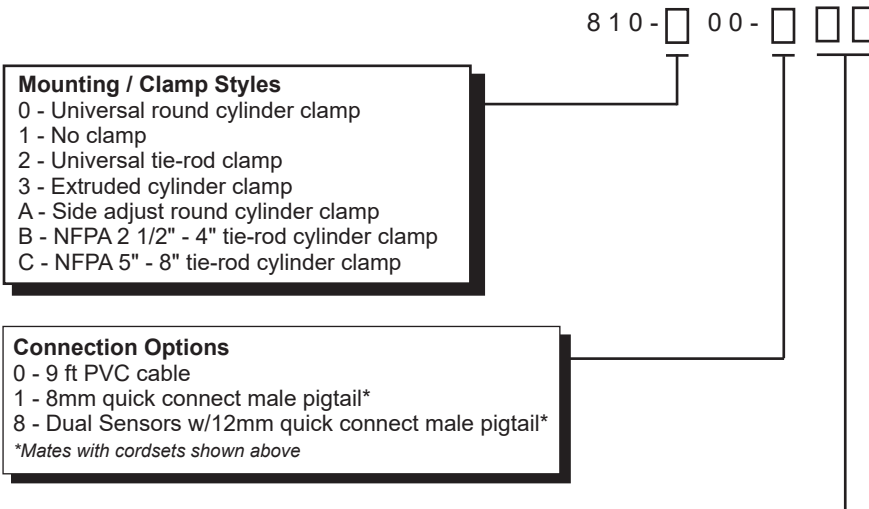 810-☐ 00-☐ ☐☐
Mounting / Clamp Styles
0 - Universal round cylinder clamp
1 - No clamp
2 - Universal tie-rod clamp
3 - Extruded cylinder clamp
A - Side adjust round cylinder clamp
B - NFPA 2 1/2" - 4" tie-rod cylinder clamp
C - NFPA 5" - 8" tie-rod cylinder clamp
Connection Options
0 - 9 ft PVC cable
1 - 8mm quick connect male pigtail*
8 - Dual Sensors w/12mm quick connect male pigtail*
*Mates with cordsets shown above